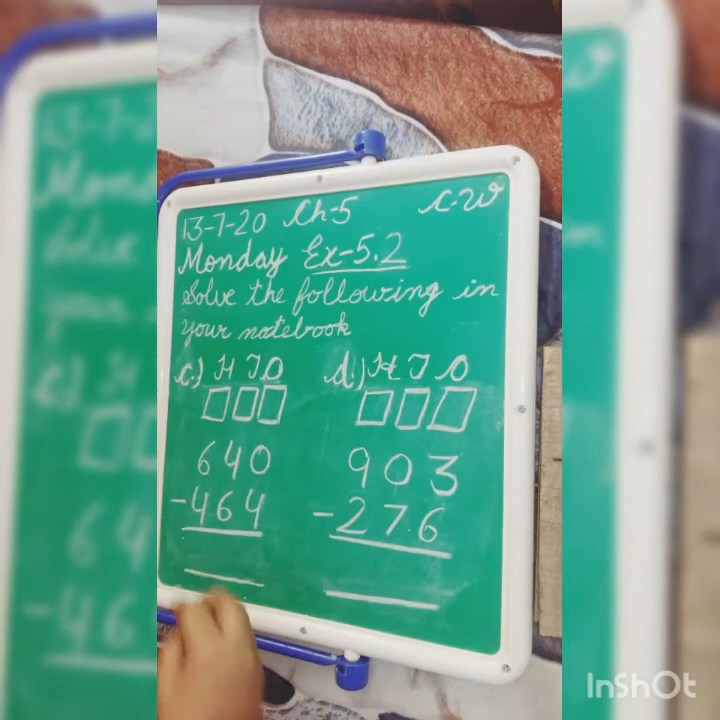 13-7-20 Ch-5 C-W
Monday Ex-5.2
Solve the following in
your notebook
c.) H T O d.) H T O
640 903
-464 -276
InShOt